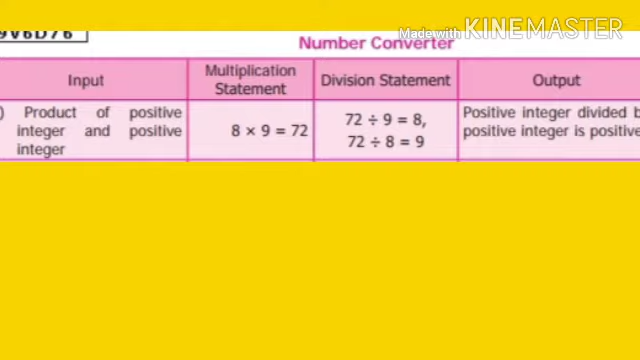 9V6D76
Made with KINEMASTER
Number Converter
Input
Multiplication
Statement
Division Statement
Output
) Product of positive
integer and positive
integer
8 × 9 = 72
72 ÷ 9 = 8,
72 ÷ 8 = 9
Positive integer divided b
positive integer is positive